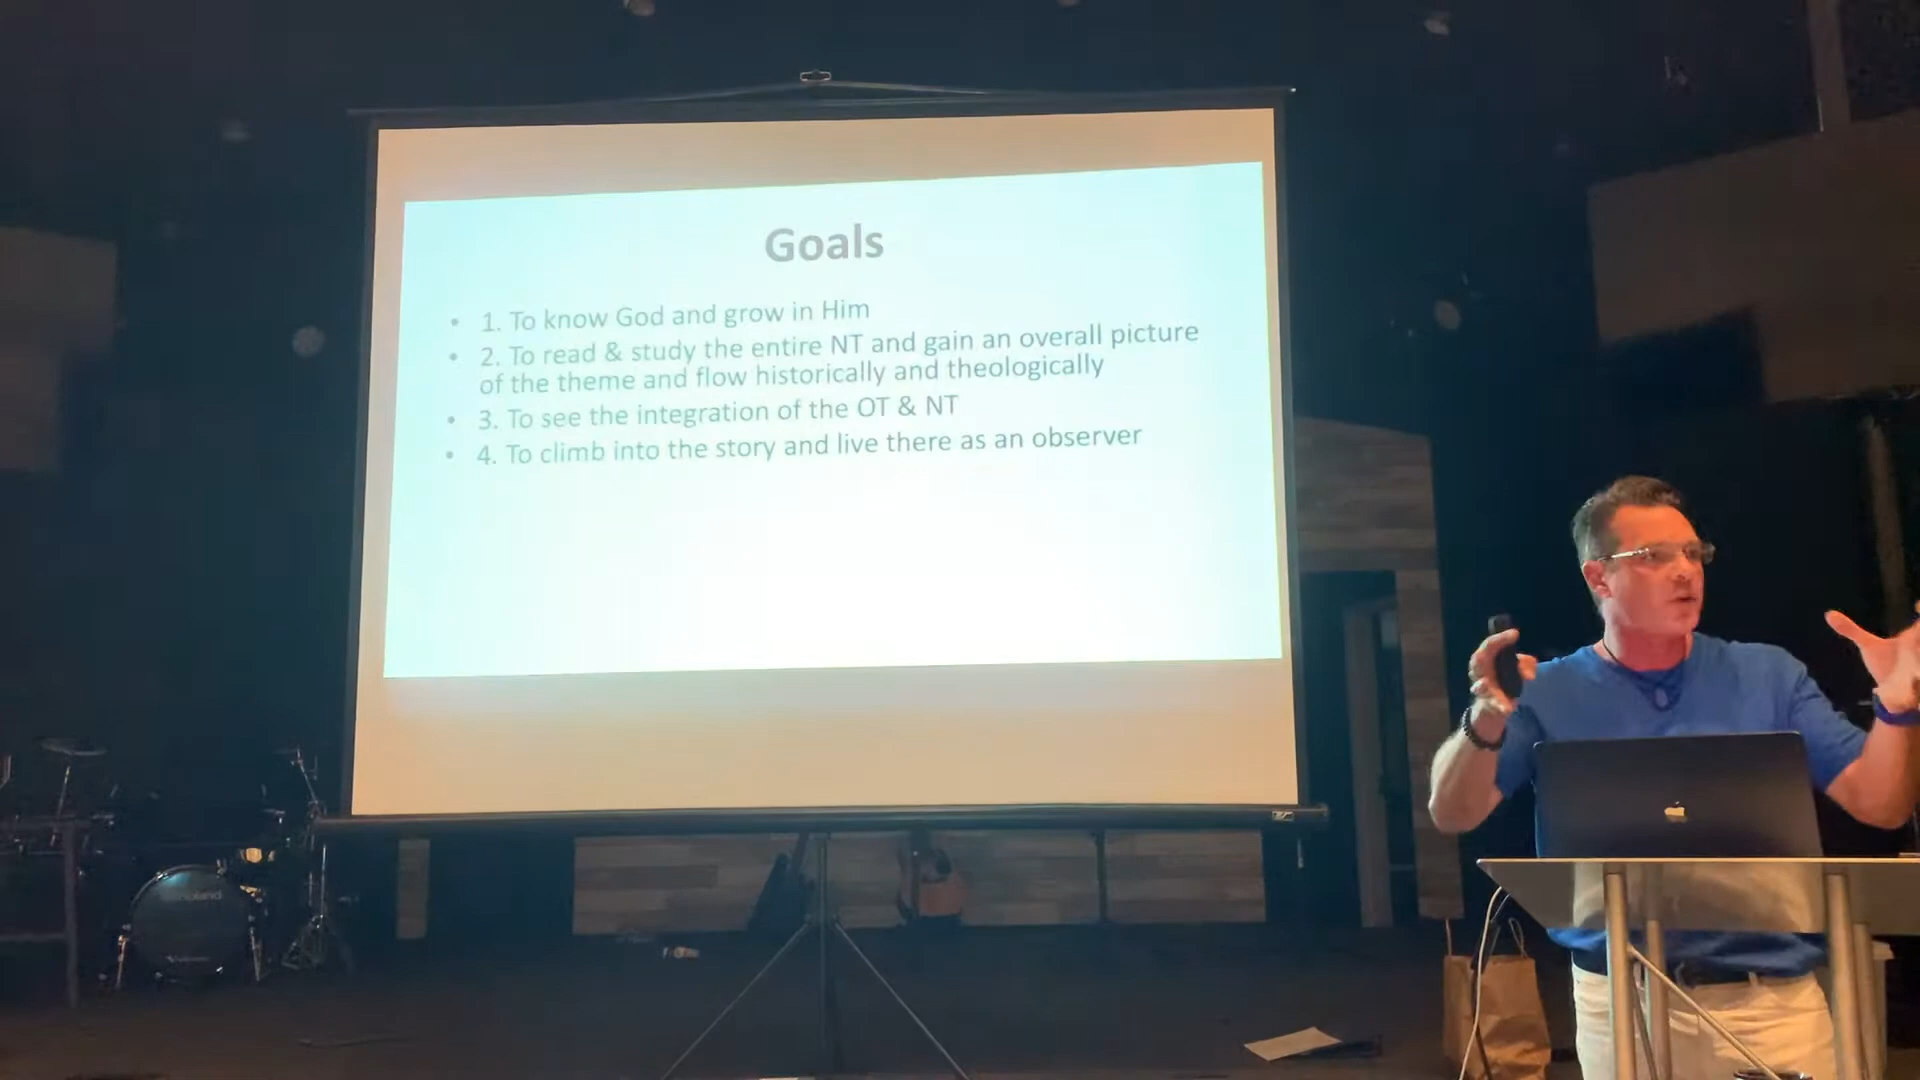 Goals
• 1. To know God and grow in Him
• 2. To read & study the entire NT and gain an overall picture
of the theme and flow historically and theologically
• 3. To see the integration of the OT & NT
• 4. To climb into the story and live there as an observer
Roland